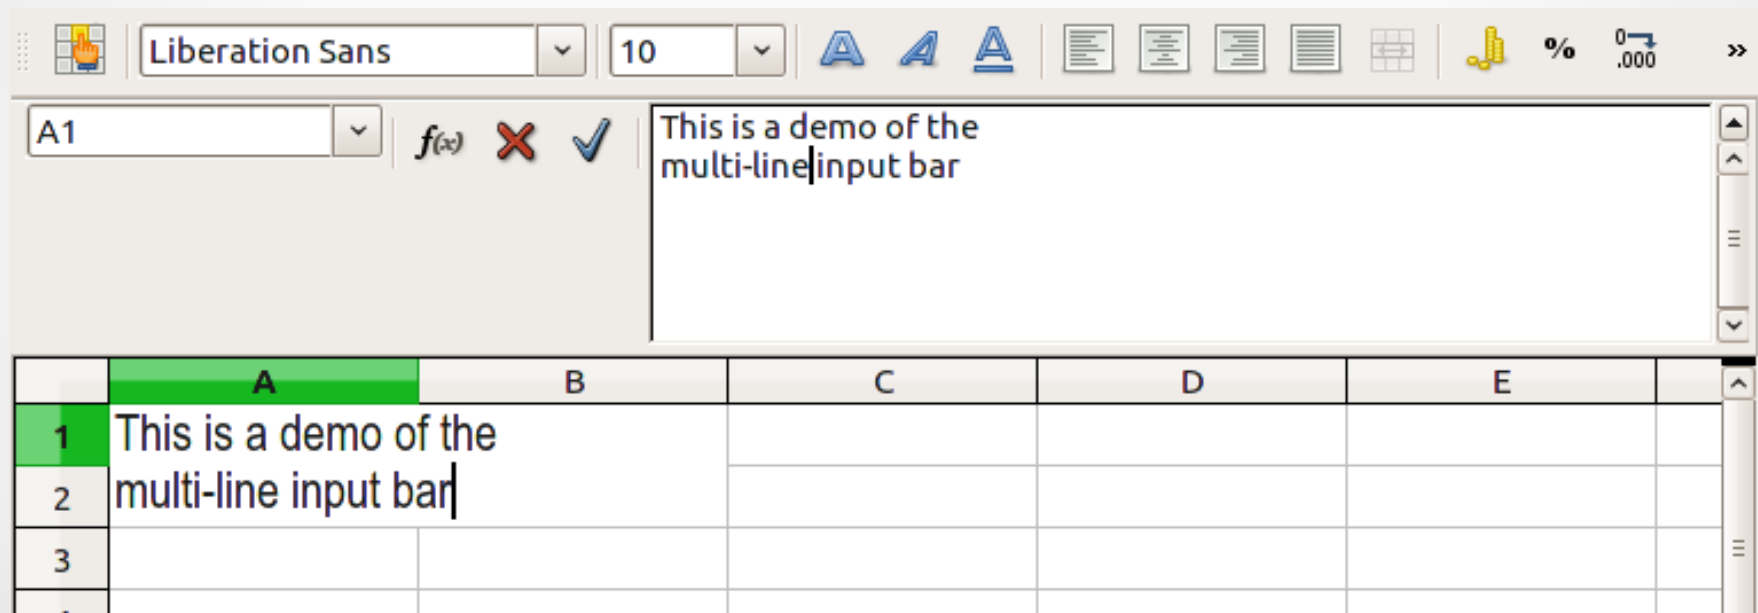 Liberation Sans 10 % 0 .000 »
A1 f(x) This is a demo of the
multi-line input bar
A B C D E
1 This is a demo of the
2 multi-line input bar
3